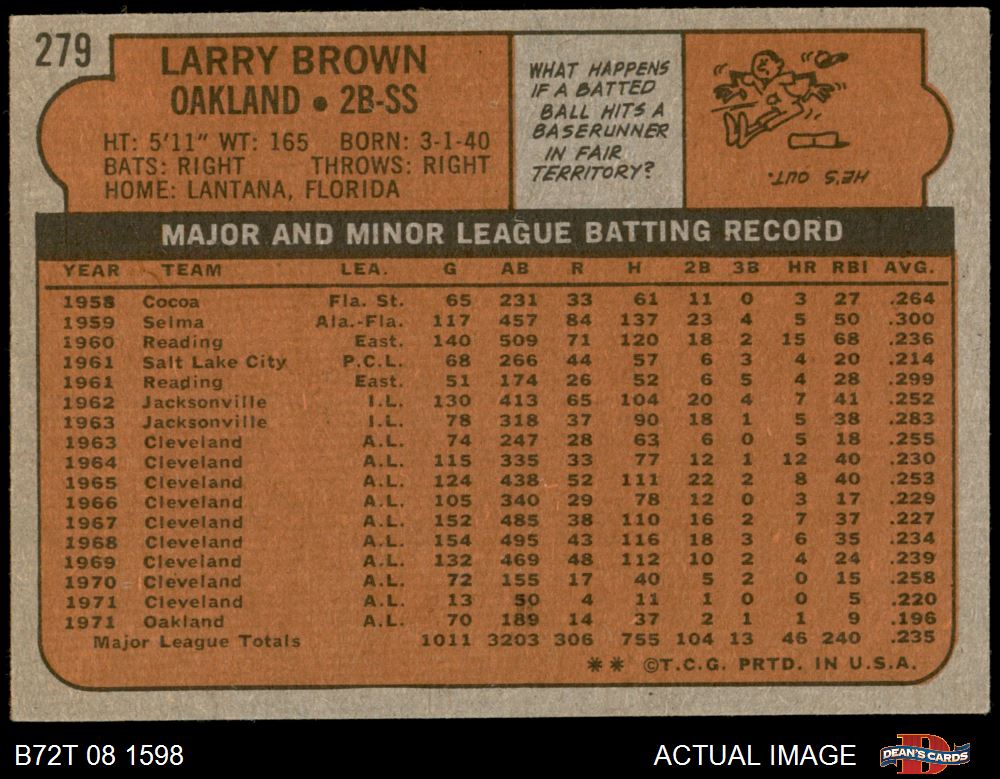 279
LARRY BROWN
OAKLAND • 2B-SS
HT: 5'11" WT: 165 BORN: 3-1-40
BATS: RIGHT THROWS: RIGHT
HOME: LANTANA, FLORIDA
WHAT HAPPENS
IF A BATTED
BALL HITS A
BASERUNNER
IN FAIR
TERRITORY?
HE'S OUT.
MAJOR AND MINOR LEAGUE BATTING RECORD
YEAR TEAM LEA. G AB R H 2B 3B HR RBI AVG.
1958 Cocoa Fla. St. 65 231 33 61 11 0 3 27 .264
1959 Selma Ala.-Fla. 117 457 84 137 23 4 5 50 .300
1960 Reading East. 140 509 71 120 18 2 15 68 .236
1961 Salt Lake City P.C.L. 68 266 44 57 6 3 4 20 .214
1961 Reading East. 51 174 26 52 6 5 4 28 .299
1962 Jacksonville I.L. 130 413 65 104 20 4 7 41 .252
1963 Jacksonville I.L. 78 318 37 90 18 1 5 38 .283
1963 Cleveland A.L. 74 247 28 63 6 0 5 18 .255
1964 Cleveland A.L. 115 335 33 77 12 1 12 40 .230
1965 Cleveland A.L. 124 438 52 111 22 2 8 40 .253
1966 Cleveland A.L. 105 340 29 78 12 0 3 17 .229
1967 Cleveland A.L. 152 485 38 110 16 2 7 37 .227
1968 Cleveland A.L. 154 495 43 116 18 3 6 35 .234
1969 Cleveland A.L. 132 469 48 112 10 2 4 24 .239
1970 Cleveland A.L. 72 155 17 40 5 2 0 15 .258
1971 Cleveland A.L. 13 50 4 11 1 0 0 5 .220
1971 Oakland A.L. 70 189 14 37 2 1 1 9 .196
Major League Totals 1011 3203 306 755 104 13 46 240 .235
** ©T.C.G. PRTD. IN U.S.A.
B72T 08 1598 ACTUAL IMAGE DEAN'S CARDS